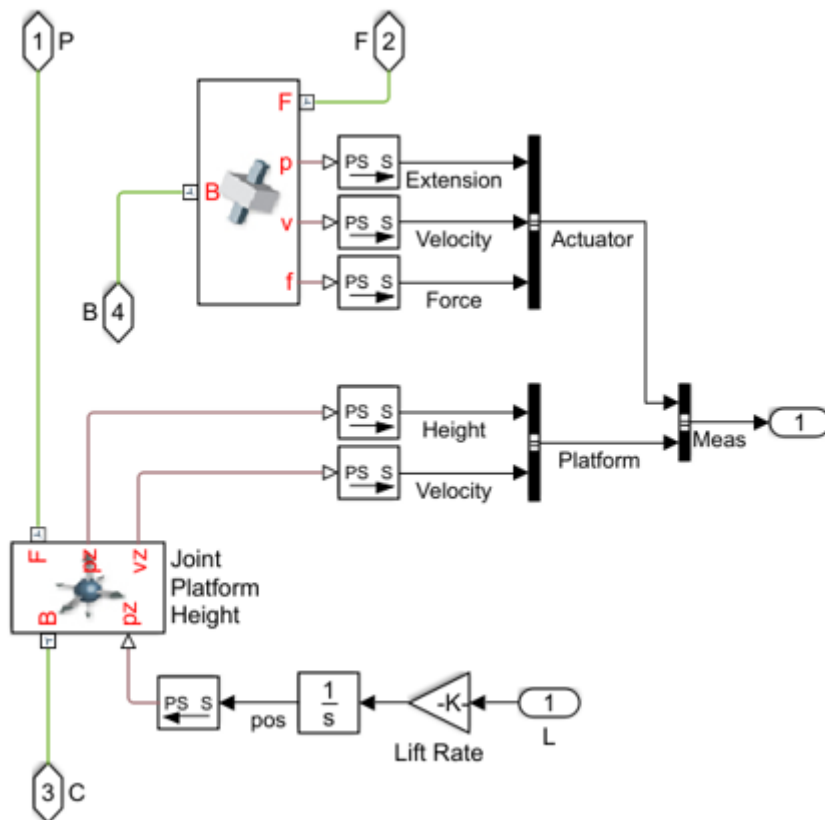 1 P
F 2
F
p PS S
Extension
B
v PS S
Velocity
Actuator
f PS S
Force
B 4
PS S
Height
PS S
Velocity
Platform
Meas
1
F pz vz
B pz
Joint
Platform
Height
PS S
pos
1
s
-K-
Lift Rate
1
L
3 C